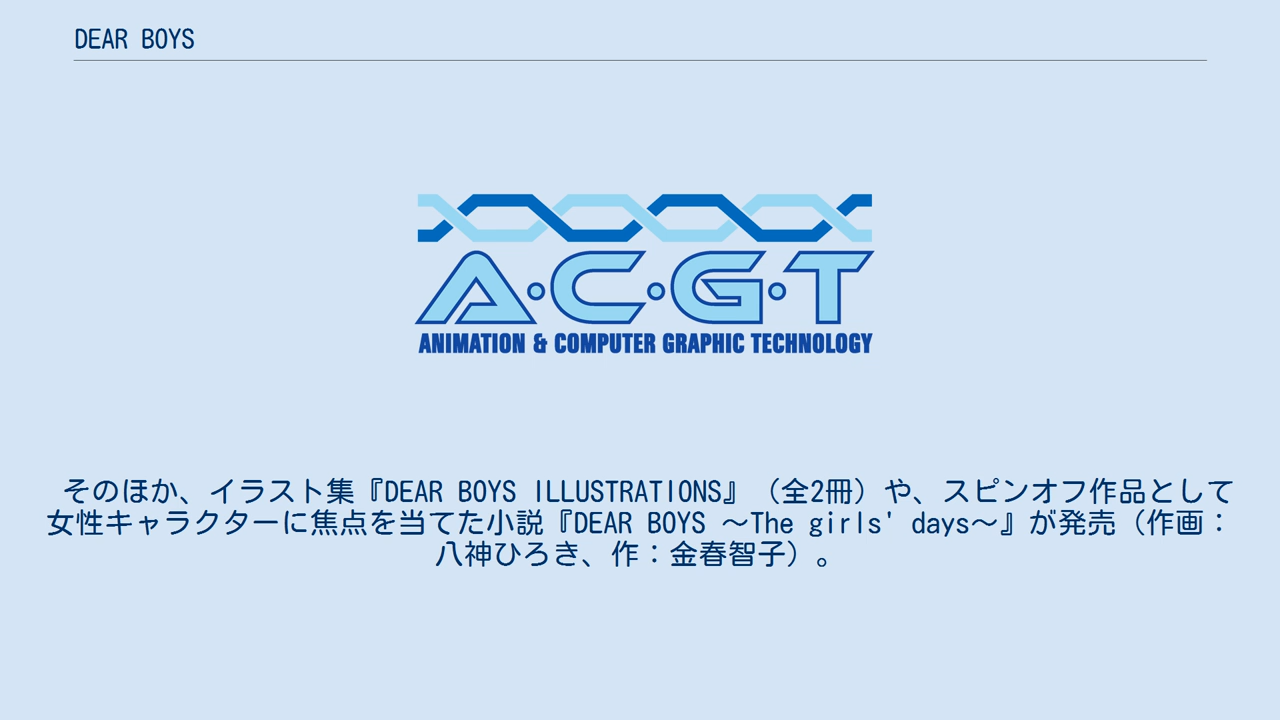 DEAR BOYS
A・C・G・T
ANIMATION & COMPUTER GRAPHIC TECHNOLOGY
そのほか、イラスト集『DEAR BOYS ILLUSTRATIONS』（全2冊）や、スピンオフ作品として
女性キャラクターに焦点を当てた小説『DEAR BOYS ～The girls' days～』が発売（作画：
八神ひろき、作：金春智子）。